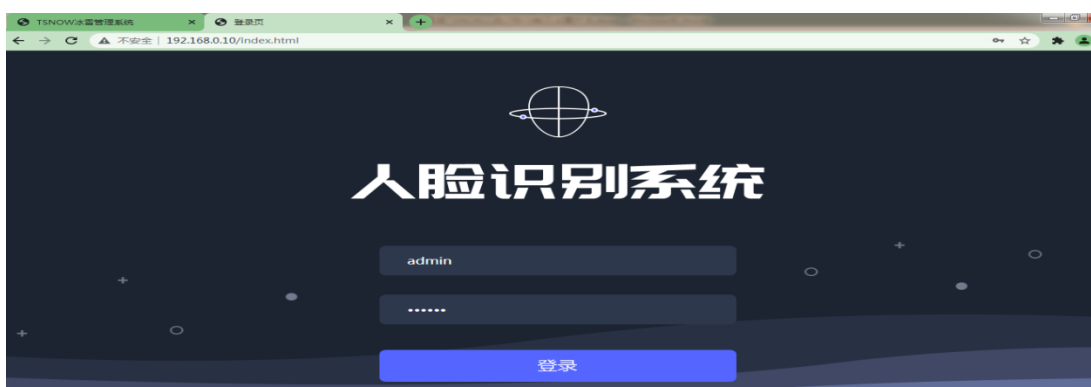 TSNOW冰雪管理系统
登录页
不安全 | 192.168.0.10/index.html
人脸识别系统
admin
••••••
登录